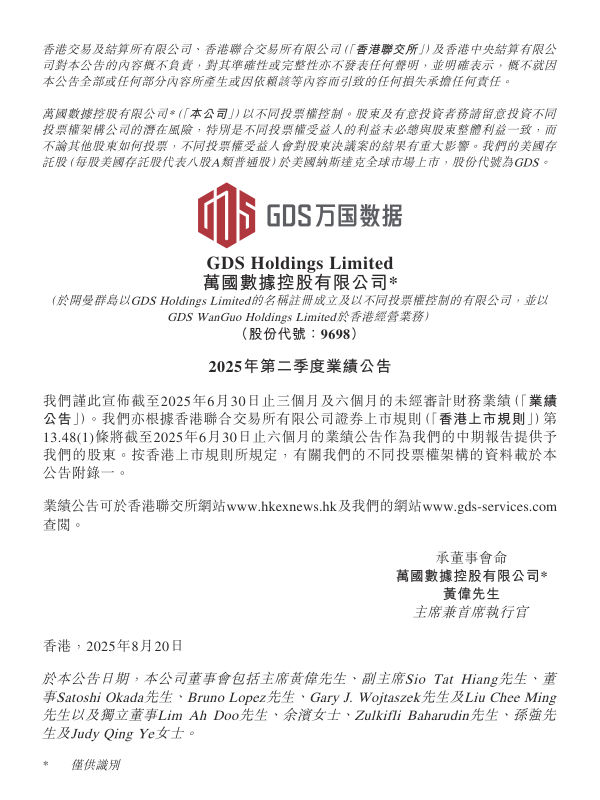 香港交易及結算所有限公司、香港聯合交易所有限公司(「香港聯交所」)及香港中央結算有限公
司對本公告的內容概不負責，對其準確性或完整性亦不發表任何聲明，並明確表示，概不就因
本公告全部或任何部分內容所產生或因依賴該等內容而引致的任何損失承擔任何責任。
萬國數據控股有限公司*(「本公司」)以不同投票權控制。股東及有意投資者務請留意投資不同
投票權架構公司的潛在風險，特別是不同投票權受益人的利益未必總與股東整體利益一致，而
不論其他股東如何投票，不同投票權受益人會對股東決議案的結果有重大影響。我們的美國存
託股(每股美國存託股代表八股A類普通股)於美國納斯達克全球市場上市，股份代號為GDS。
GDS万国数据
GDS Holdings Limited
萬國數據控股有限公司*
(於開曼群島以GDS Holdings Limited的名稱註冊成立及以不同投票權控制的有限公司，並以
GDS WanGuo Holdings Limited於香港經營業務)
（股份代號：9698）
2025年第二季度業績公告
我們謹此宣佈截至2025年6月30日止三個月及六個月的未經審計財務業績(「業績
公告」)。我們亦根據香港聯合交易所有限公司證券上市規則(「香港上市規則」)第
13.48(1)條將截至2025年6月30日止六個月的業績公告作為我們的中期報告提供予
我們的股東。按香港上市規則所規定，有關我們的不同投票權架構的資料載於本
公告附錄一。
業績公告可於香港聯交所網站www.hkexnews.hk及我們的網站www.gds-services.com
查閱。
承董事會命
萬國數據控股有限公司*
黃偉先生
主席兼首席執行官
香港，2025年8月20日
於本公告日期，本公司董事會包括主席黃偉先生、副主席Sio Tat Hiang先生、董
事Satoshi Okada先生、Bruno Lopez先生、Gary J. Wojtaszek先生及Liu Chee Ming
先生以及獨立董事Lim Ah Doo先生、余濱女士、Zulkifli Baharudin先生、孫強先
生及Judy Qing Ye女士。
* 僅供識別